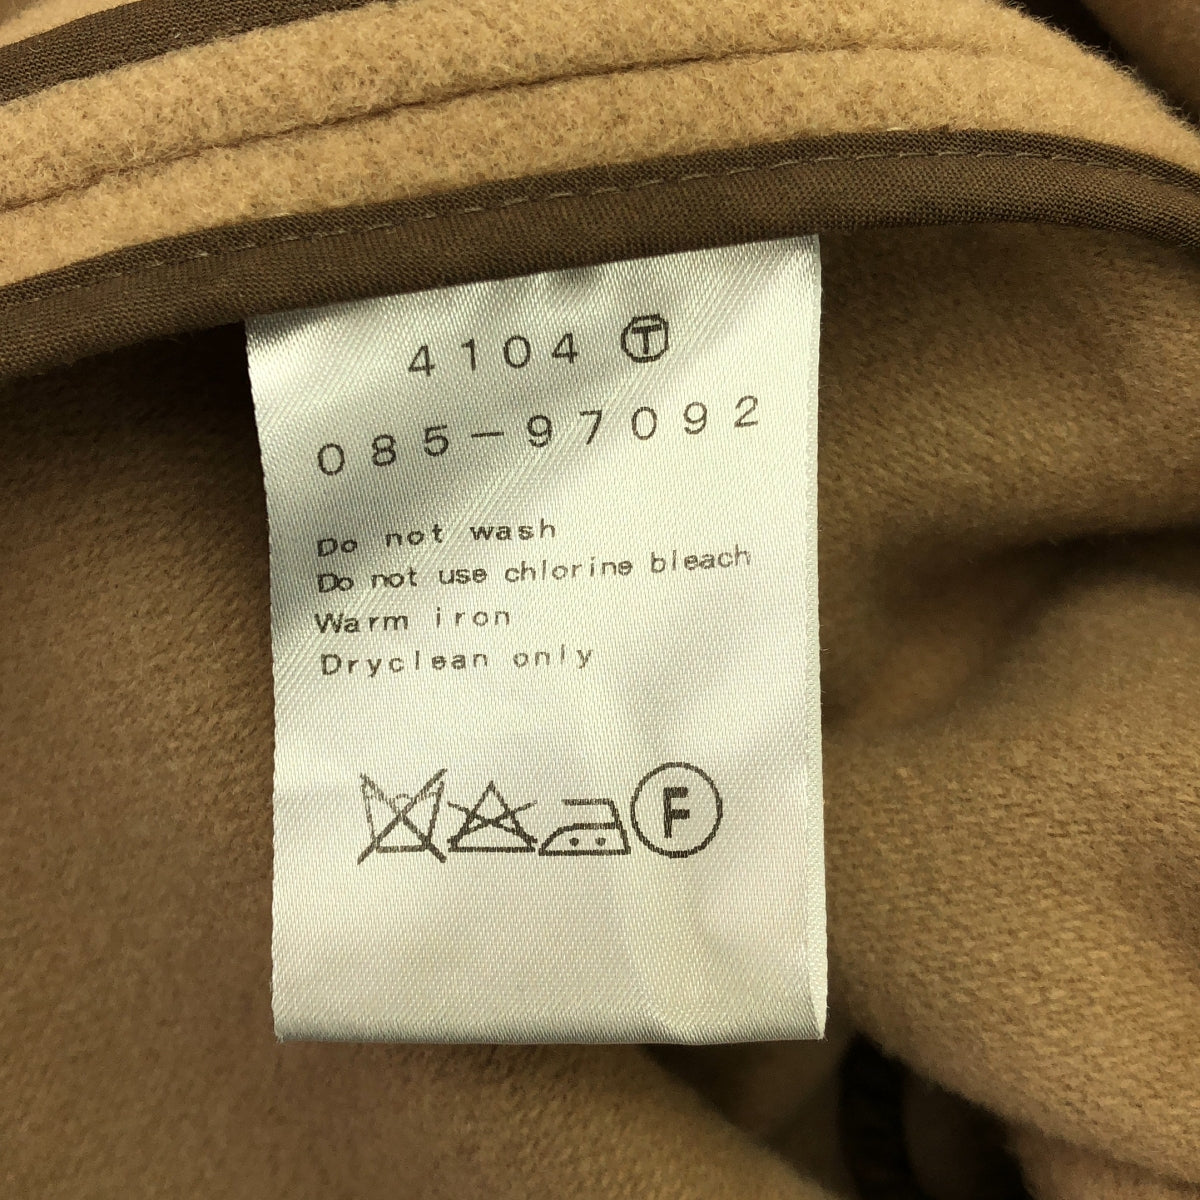 4104 Ⓣ
085-97092
Do not wash
Do not use chlorine bleach
Warm iron
Dryclean only
F